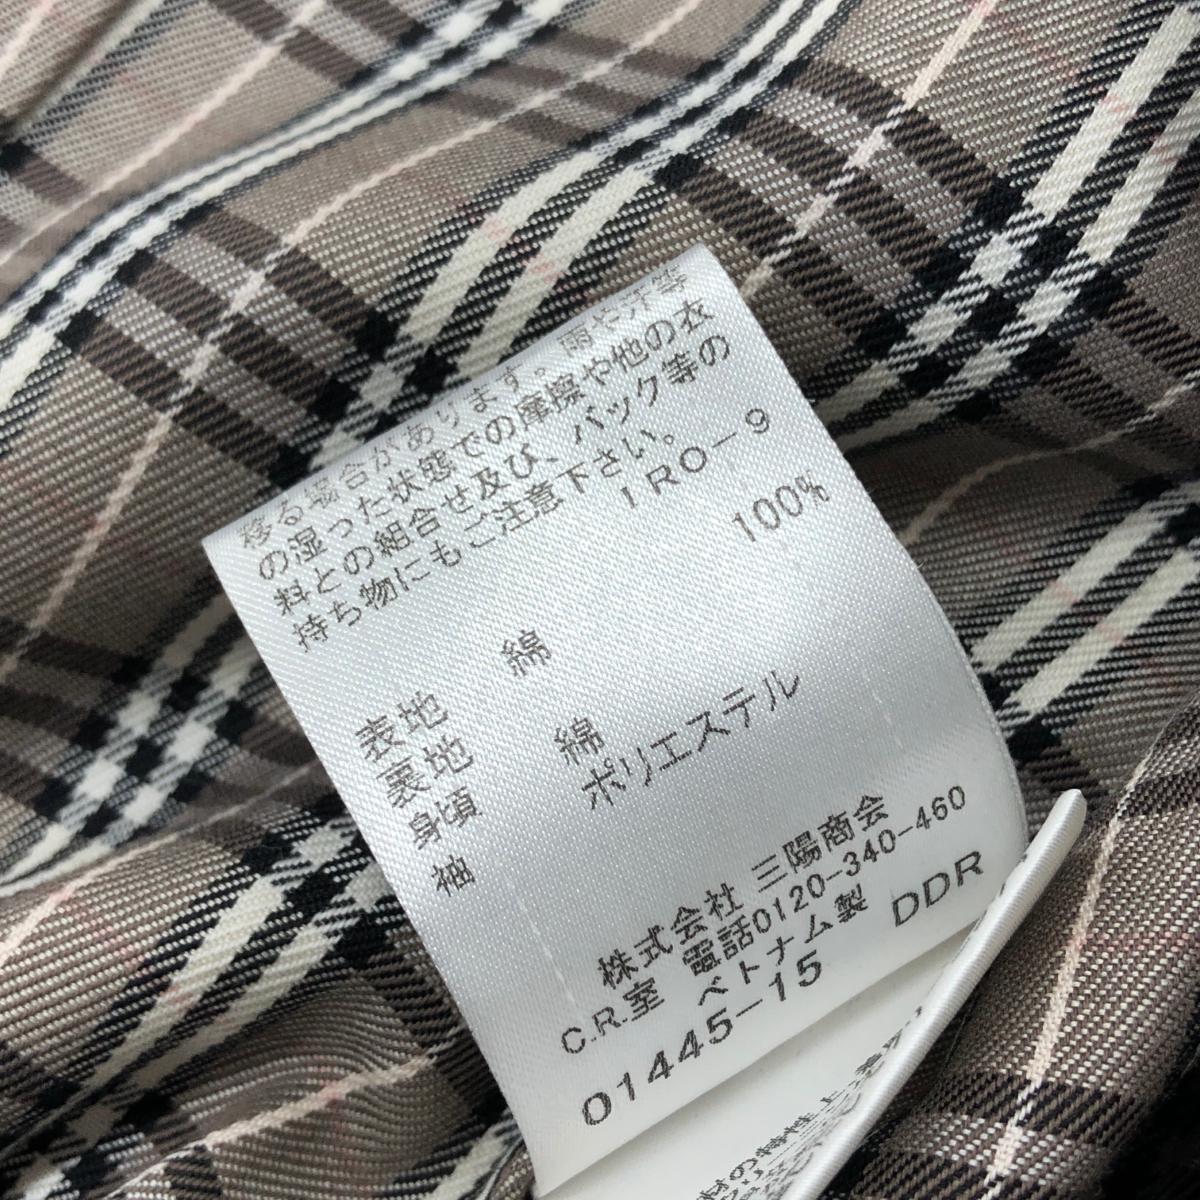 移る場合があります。雨や汗等
の湿った状態での摩擦や他の衣
料との組合せ及び、バック等の
持ち物にもご注意下さい。
IRO-9
表地 綿 100%
裏地
身頃 綿
袖 ポリエステル
株式会社 三陽商会
C.R.室 電話0120-340-460
ベトナム製 DDR
01445-15